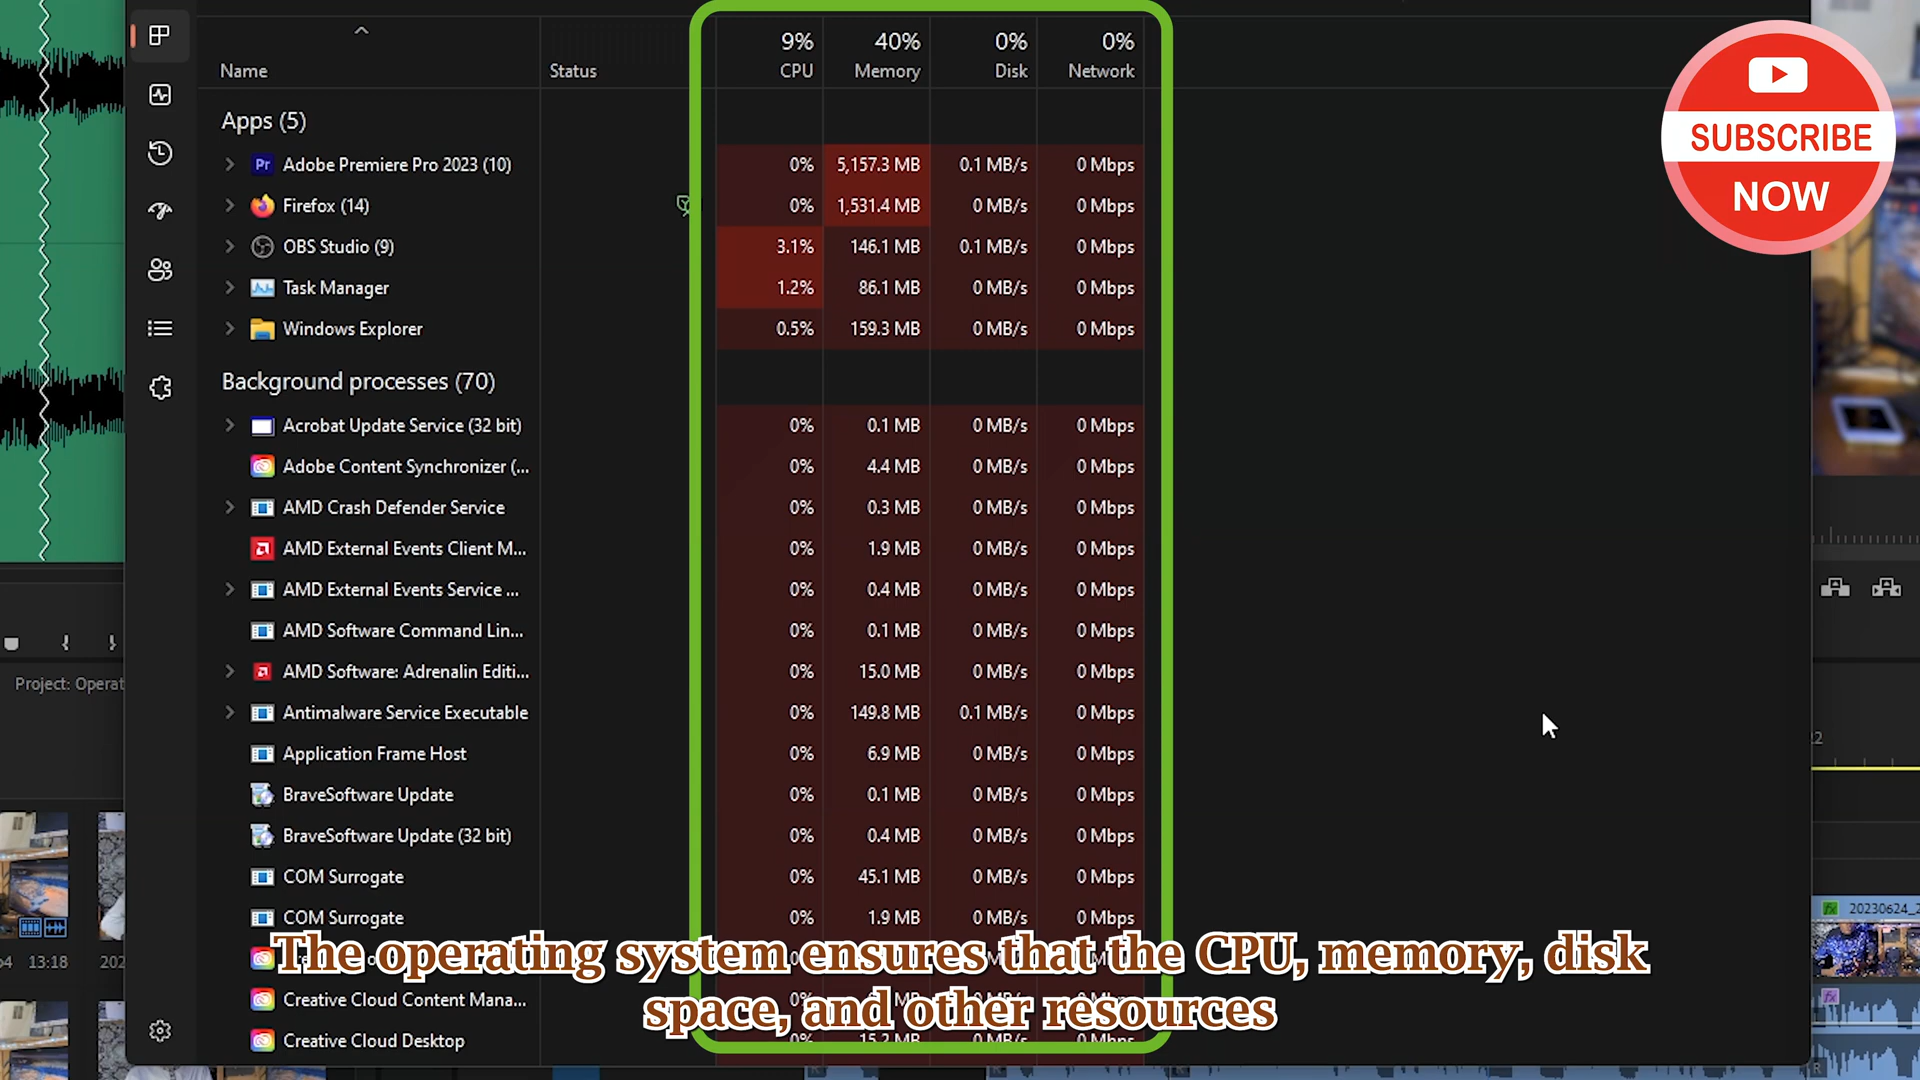 9% 40% 0% 0%
Name Status CPU Memory Disk Network
Apps (5)
Adobe Premiere Pro 2023 (10) 0% 5,157.3 MB 0.1 MB/s 0 Mbps
Firefox (14) 0% 1,531.4 MB 0 MB/s 0 Mbps
OBS Studio (9) 3.1% 146.1 MB 0.1 MB/s 0 Mbps
Task Manager 1.2% 86.1 MB 0 MB/s 0 Mbps
Windows Explorer 0.5% 159.3 MB 0 MB/s 0 Mbps
Background processes (70)
Acrobat Update Service (32 bit) 0% 0.1 MB 0 MB/s 0 Mbps
Adobe Content Synchronizer (... 0% 4.4 MB 0 MB/s 0 Mbps
AMD Crash Defender Service 0% 0.3 MB 0 MB/s 0 Mbps
AMD External Events Client M... 0% 1.9 MB 0 MB/s 0 Mbps
AMD External Events Service ... 0% 0.4 MB 0 MB/s 0 Mbps
AMD Software Command Lin... 0% 0.1 MB 0 MB/s 0 Mbps
AMD Software: Adrenalin Editi... 0% 15.0 MB 0 MB/s 0 Mbps
Antimalware Service Executable 0% 149.8 MB 0.1 MB/s 0 Mbps
Application Frame Host 0% 6.9 MB 0 MB/s 0 Mbps
BraveSoftware Update 0% 0.1 MB 0 MB/s 0 Mbps
BraveSoftware Update (32 bit) 0% 0.4 MB 0 MB/s 0 Mbps
COM Surrogate 0% 45.1 MB 0 MB/s 0 Mbps
COM Surrogate 0% 1.9 MB 0 MB/s 0 Mbps
The operating system ensures that the CPU, memory, disk
space, and other resources
Creative Cloud Content Mana... 0%
Creative Cloud Desktop 0% 15.2 MB 0 MB/s 0 Mbps
SUBSCRIBE
NOW
Project: Operat
13:18
20230624_2
Pr
fx
fx